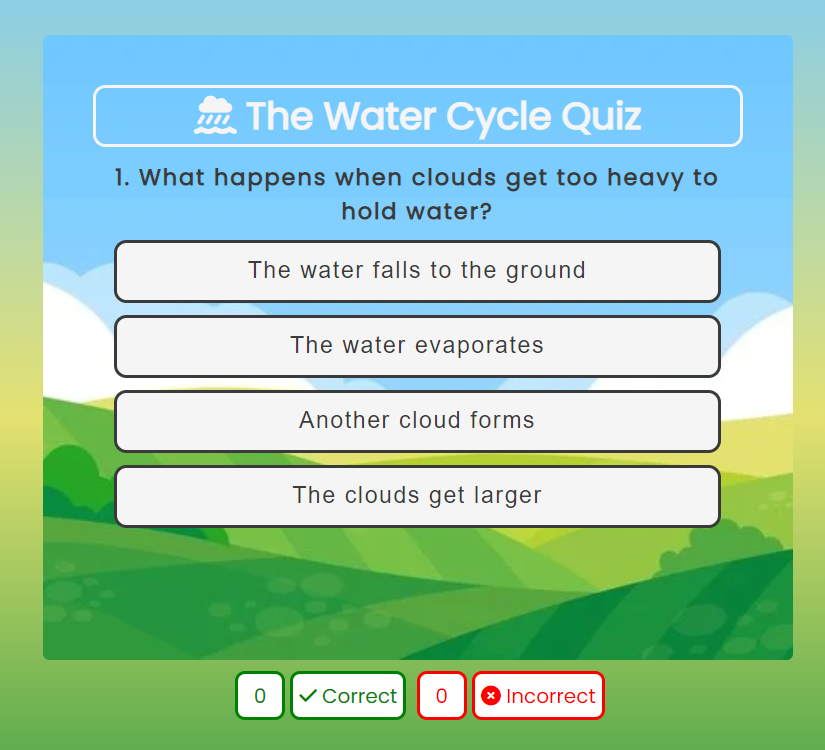 The Water Cycle Quiz
1. What happens when clouds get too heavy to
hold water?
The water falls to the ground
The water evaporates
Another cloud forms
The clouds get larger
0 Correct 0 Incorrect